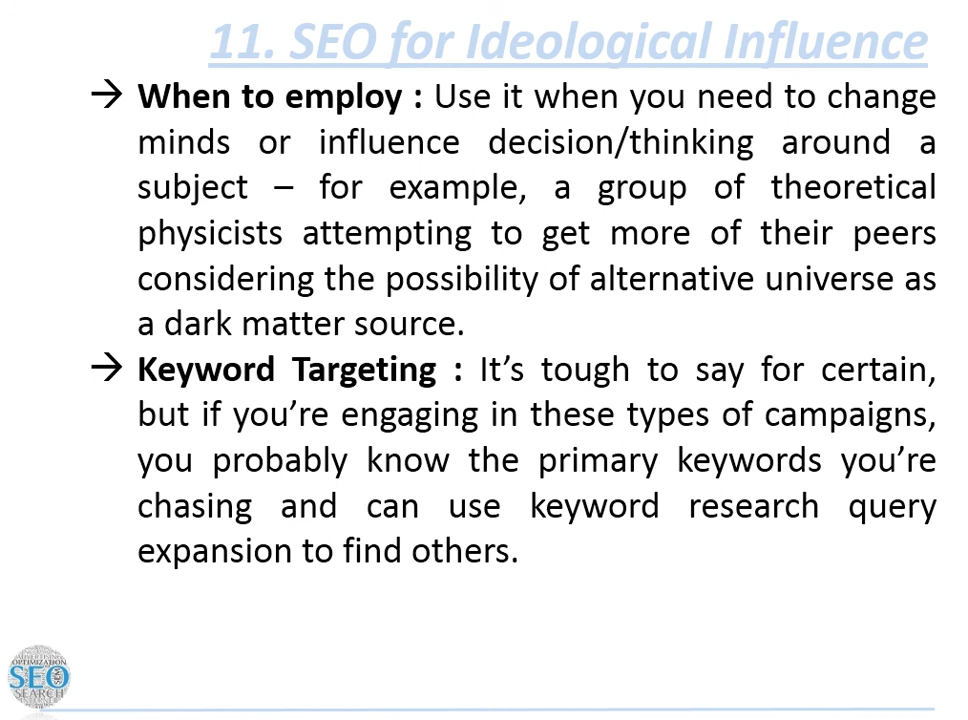 11. SEO for Ideological Influence
→ When to employ : Use it when you need to change
minds or influence decision/thinking around a
subject – for example, a group of theoretical
physicists attempting to get more of their peers
considering the possibility of alternative universe as
a dark matter source.
→ Keyword Targeting : It’s tough to say for certain,
but if you’re engaging in these types of campaigns,
you probably know the primary keywords you’re
chasing and can use keyword research query
expansion to find others.
OPTIMIZATION
SEO
SEARCH